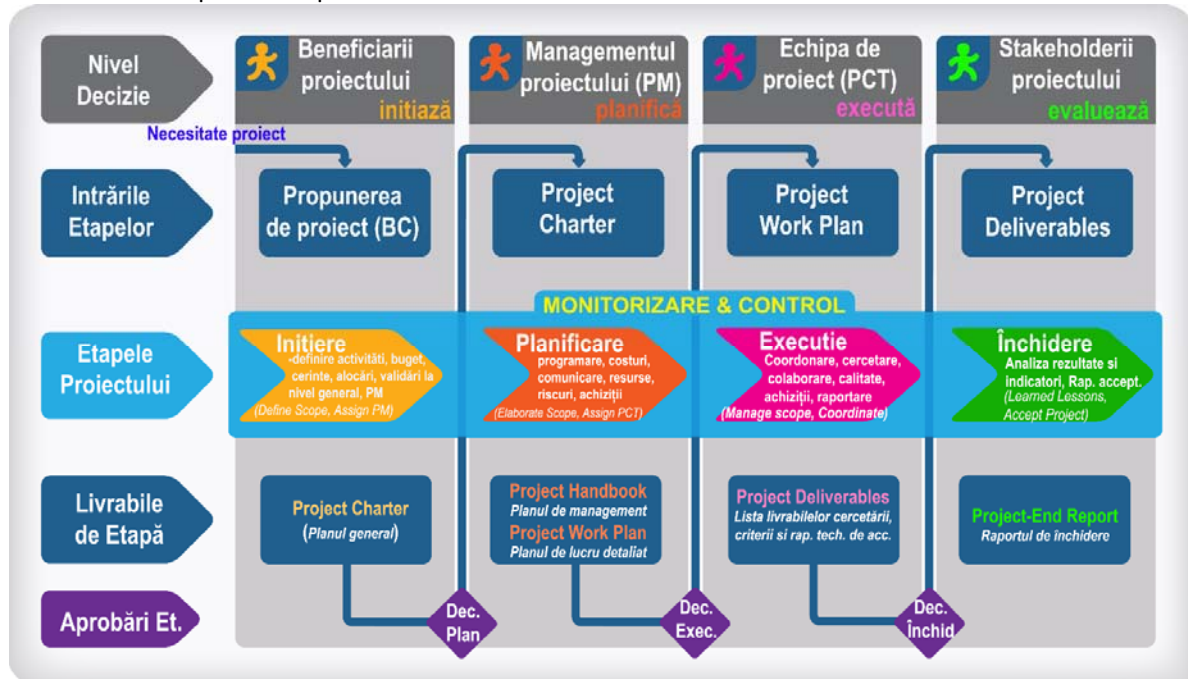 Nivel
Decizie
Beneficiarii
proiectului
initiază
Managementul
proiectului (PM)
planifică
Echipa de
proiect (PCT)
execută
Stakeholderii
proiectului
evaluează
Necesitate proiect
Intrările
Etapelor
Propunerea
de proiect (BC)
Project
Charter
Project
Work Plan
Project
Deliverables
MONITORIZARE & CONTROL
Etapele
Proiectului
Initiere
-definire activităti, buget,
cerinte, alocări, validări la
nivel general, PM
(Define Scope, Assign PM)
Planificare
programare, costuri,
comunicare, resurse,
riscuri, achiziții
(Elaborate Scope, Assign PCT)
Executie
Coordonare, cercetare,
colaborare, calitate,
achiziții, raportare
(Manage scope, Coordinate)
Închidere
Analiza rezultate si
indicatori, Rap. accept.
(Learned Lessons,
Accept Project)
Livrabile
de Etapă
Project Charter
(Planul general)
Project Handbook
Planul de management
Project Work Plan
Planul de lucru detaliat
Project Deliverables
Lista livrabilelor cercetării,
criterii si rap. tech. de acc.
Project-End Report
Raportul de închidere
Aprobări Et.
Dec.
Plan
Dec.
Exec.
Dec.
Închid